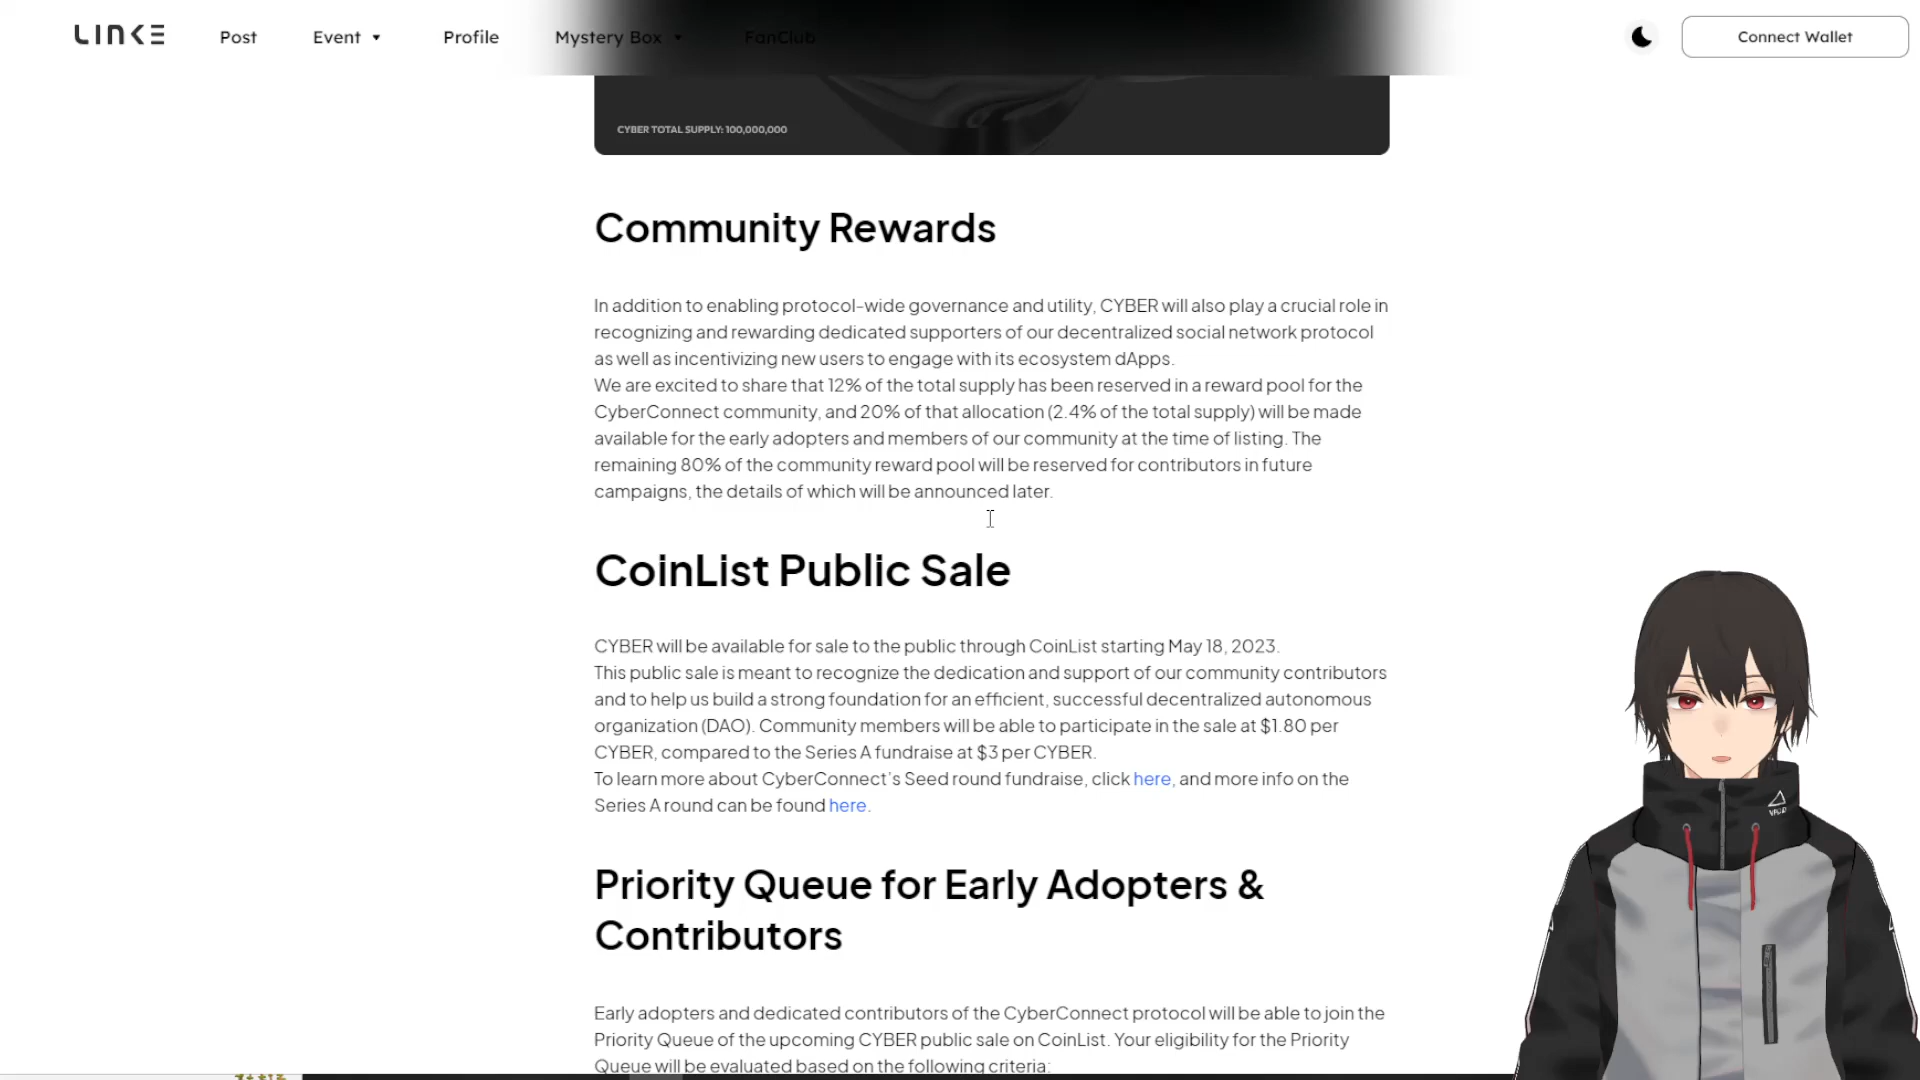 LINKE Post Event Profile Mystery Box FanClub Connect Wallet
CYBER TOTAL SUPPLY: 100,000,000
Community Rewards
In addition to enabling protocol-wide governance and utility, CYBER will also play a crucial role in
recognizing and rewarding dedicated supporters of our decentralized social network protocol
as well as incentivizing new users to engage with its ecosystem dApps.
We are excited to share that 12% of the total supply has been reserved in a reward pool for the
CyberConnect community, and 20% of that allocation (2.4% of the total supply) will be made
available for the early adopters and members of our community at the time of listing. The
remaining 80% of the community reward pool will be reserved for contributors in future
campaigns, the details of which will be announced later.
CoinList Public Sale
CYBER will be available for sale to the public through CoinList starting May 18, 2023.
This public sale is meant to recognize the dedication and support of our community contributors
and to help us build a strong foundation for an efficient, successful decentralized autonomous
organization (DAO). Community members will be able to participate in the sale at $1.80 per
CYBER, compared to the Series A fundraise at $3 per CYBER.
To learn more about CyberConnect's Seed round fundraise, click here, and more info on the
Series A round can be found here.
Priority Queue for Early Adopters &
Contributors
Early adopters and dedicated contributors of the CyberConnect protocol will be able to join the
Priority Queue of the upcoming CYBER public sale on CoinList. Your eligibility for the Priority
Queue will be evaluated based on the following criteria: